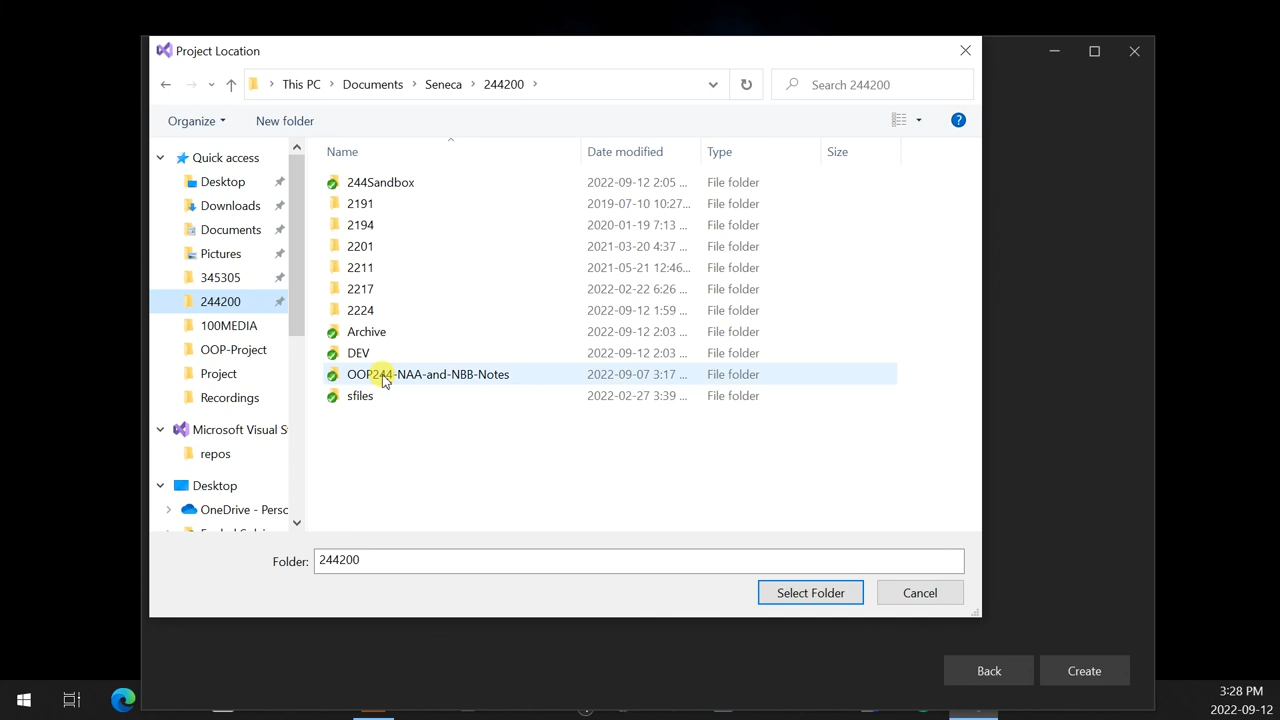 Project Location
This PC Documents Seneca 244200
Search 244200
Organize New folder
Name Date modified Type Size
Quick access
Desktop
Downloads
Documents
Pictures
345305
244200
100MEDIA
OOP-Project
Project
Recordings
Microsoft Visual S
repos
Desktop
OneDrive - Perso
244Sandbox 2022-09-12 2:05 ... File folder
2191 2019-07-10 10:27... File folder
2194 2020-01-19 7:13 ... File folder
2201 2021-03-20 4:37 ... File folder
2211 2021-05-21 12:46... File folder
2217 2022-02-22 6:26 ... File folder
2224 2022-09-12 1:59 ... File folder
Archive 2022-09-12 2:03 ... File folder
DEV 2022-09-12 2:03 ... File folder
OOP244-NAA-and-NBB-Notes 2022-09-07 3:17 ... File folder
sfiles 2022-02-27 3:39 ... File folder
Folder: 244200
Select Folder Cancel
Back Create
3:28 PM
2022-09-12